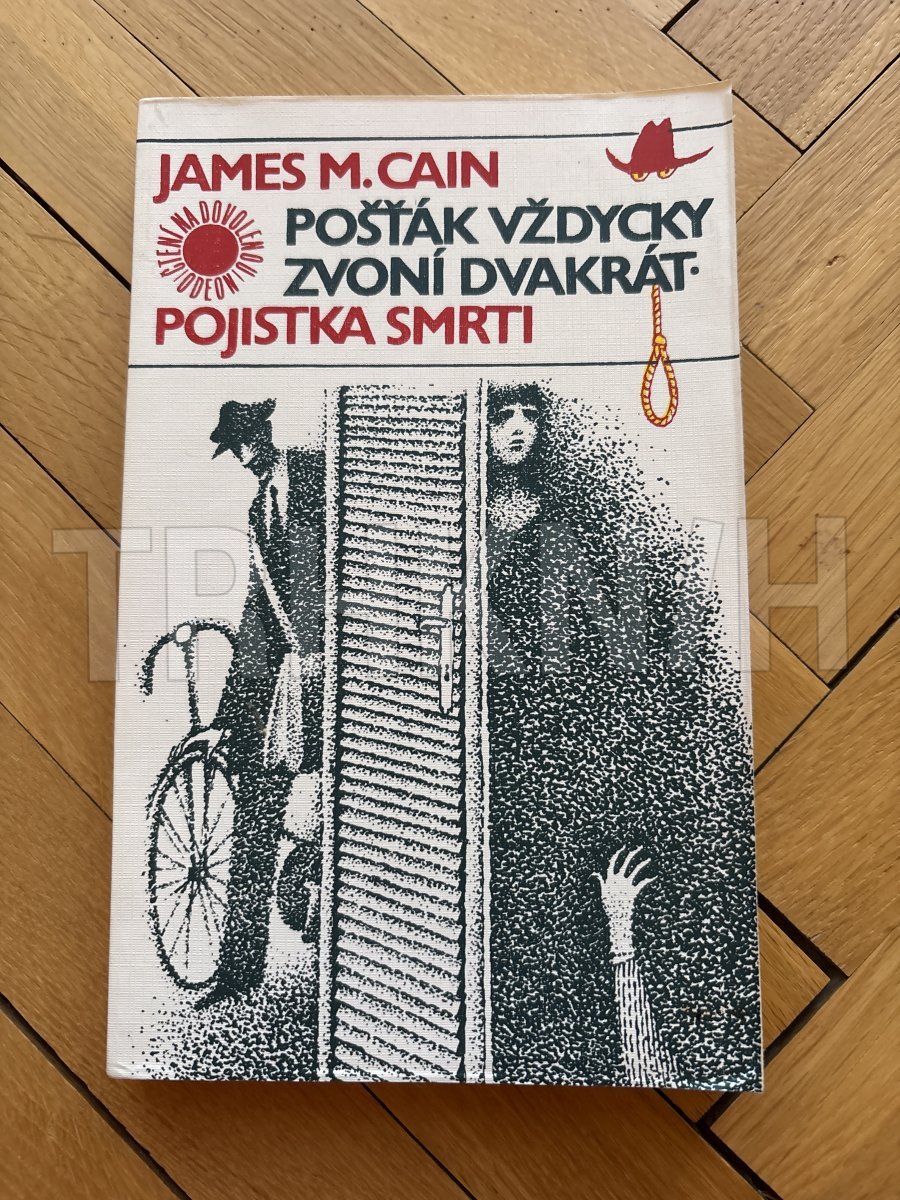 JAMES M. CAIN
ČTENÍ NA DOVOLENOU
ODEON
POŠŤÁK VŽDYCKY
ZVONÍ DVAKRÁT·
POJISTKA SMRTI